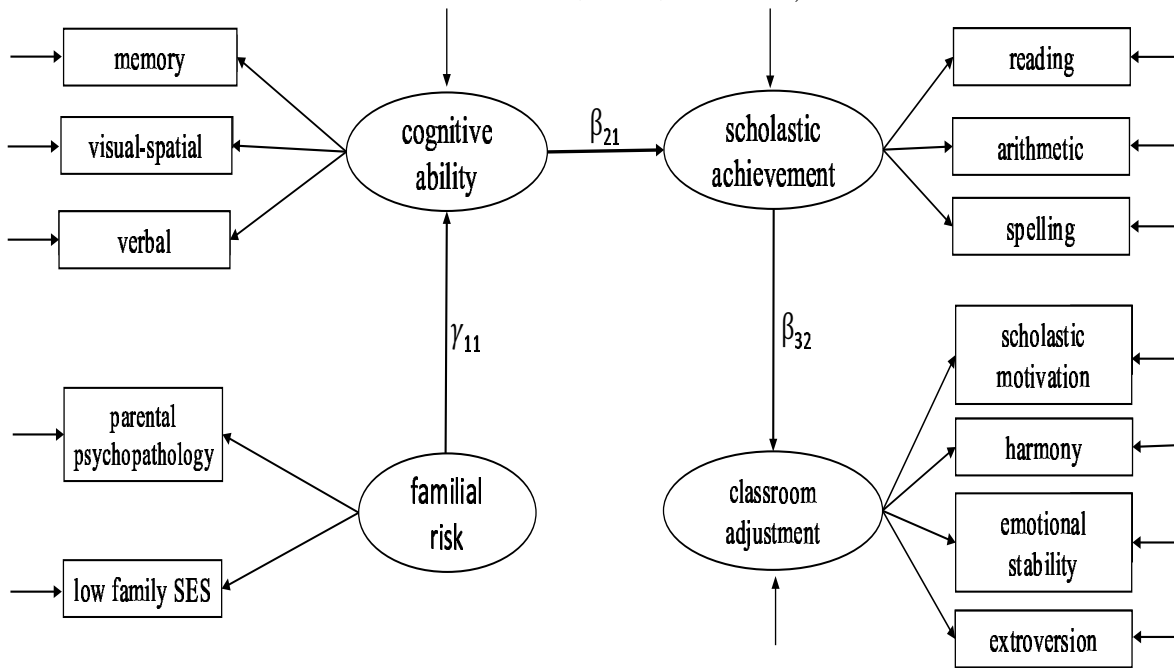 memory
visual-spatial
verbal
cognitive
ability
β21
scholastic
achievement
reading
arithmetic
spelling
γ11
β32
parental
psychopathology
low family SES
familial
risk
classroom
adjustment
scholastic
motivation
harmony
emotional
stability
extroversion